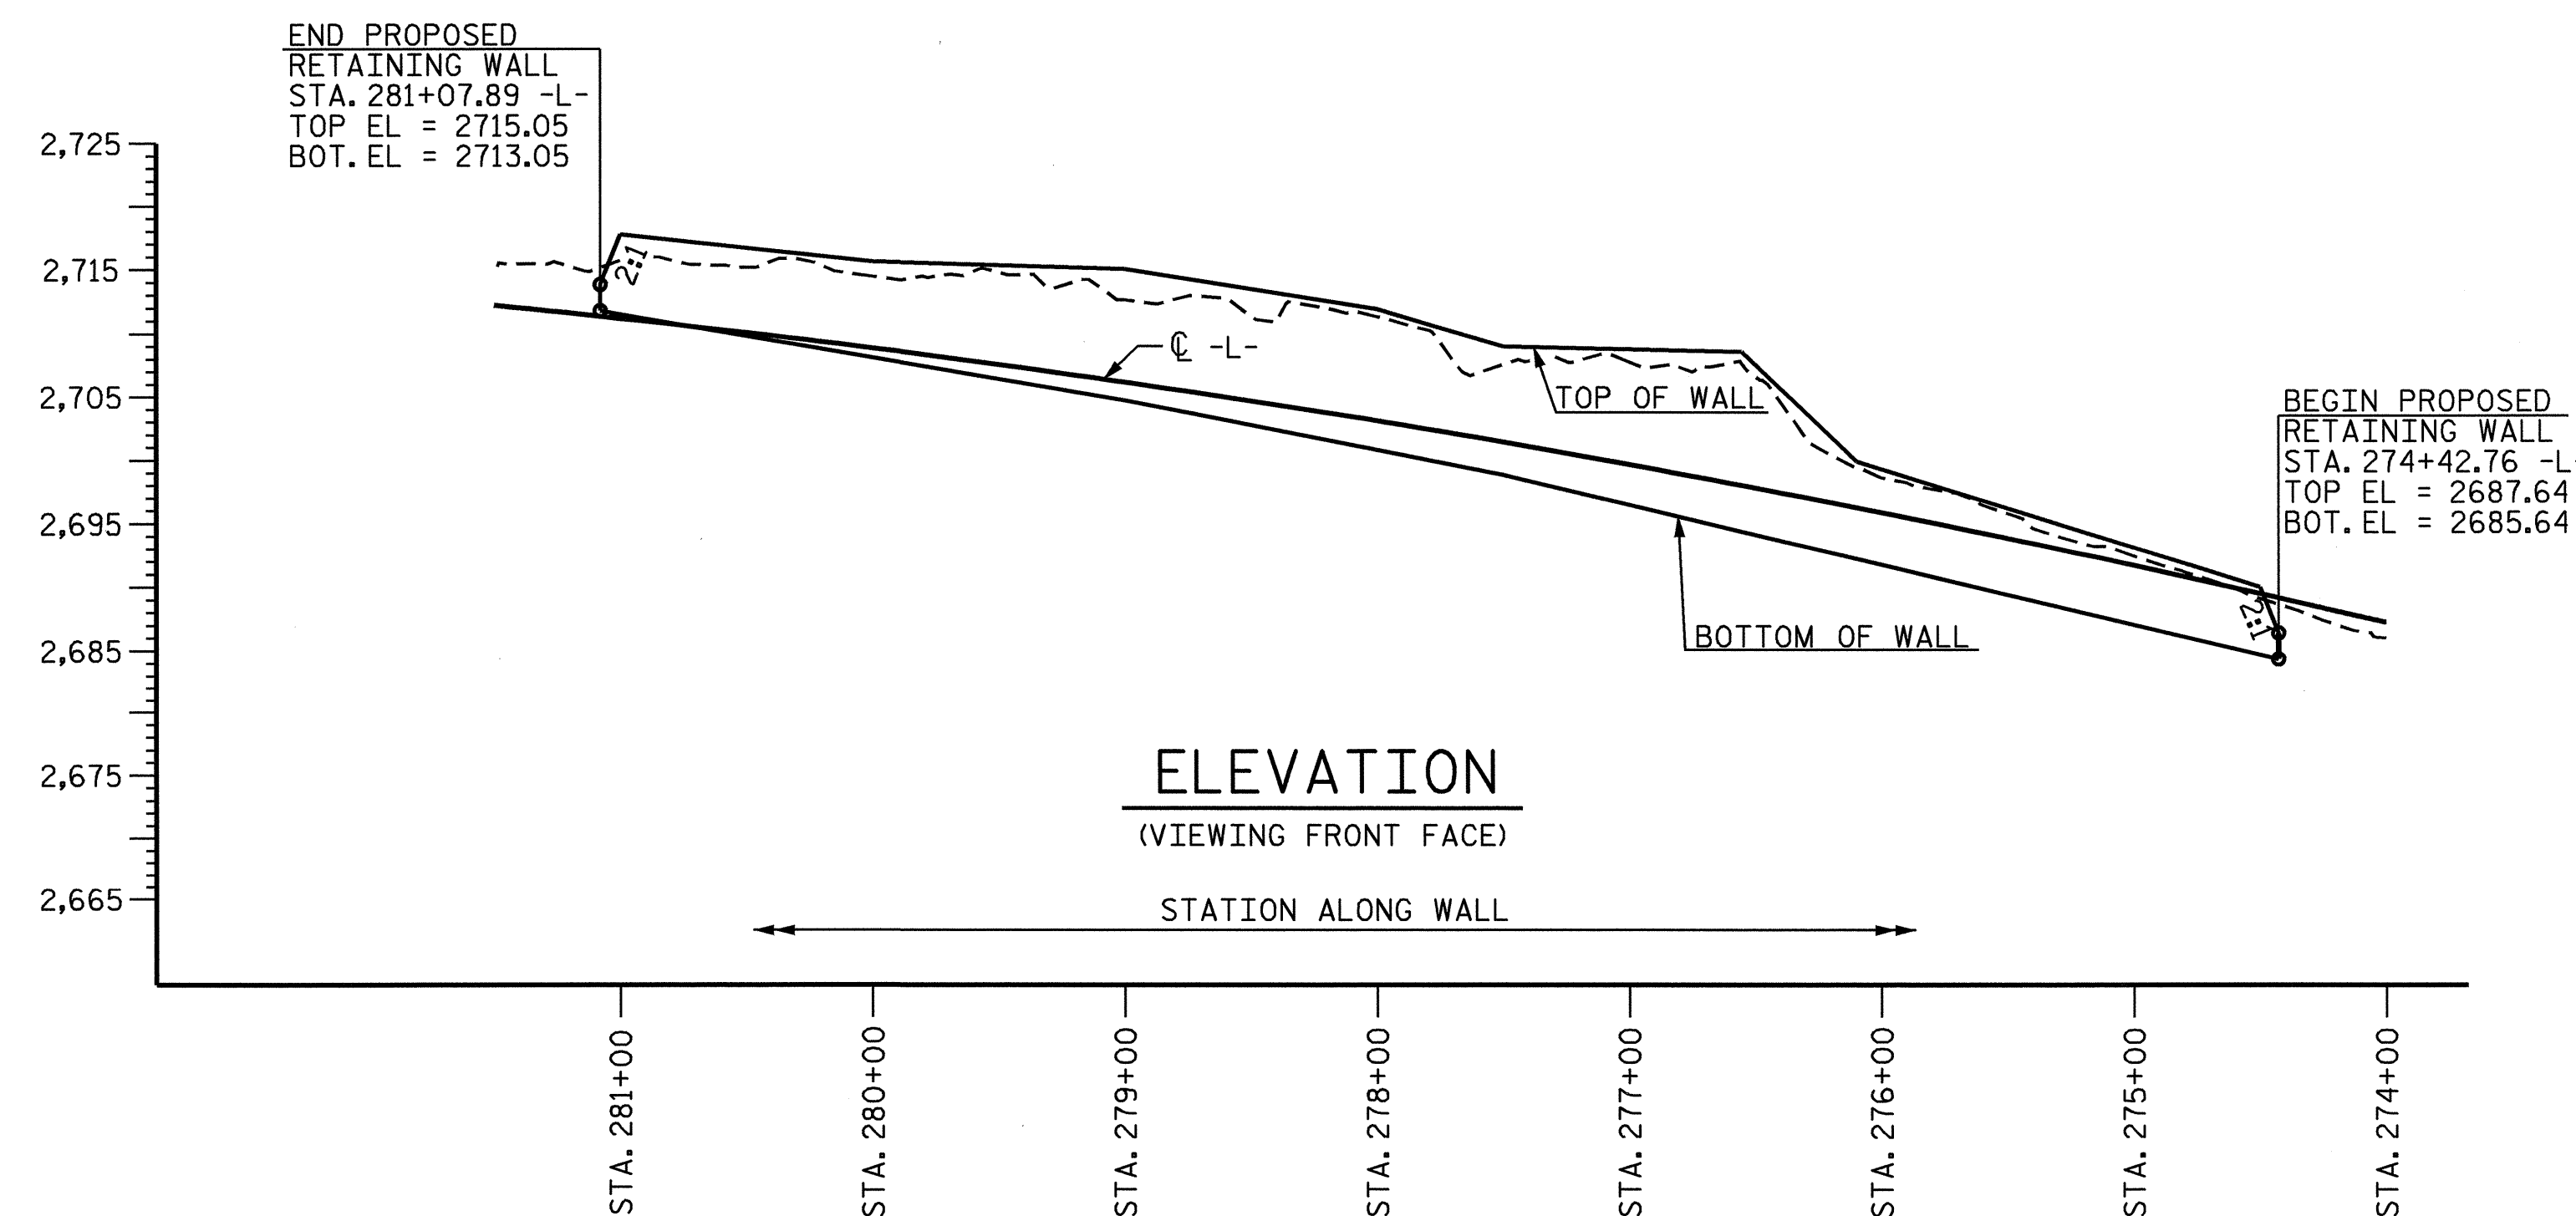 END PROPOSED
RETAINING WALL
STA. 281+07.89 -L-
TOP EL = 2715.05
BOT. EL = 2713.05
2,725
2,715
2,705
2,695
2,685
2,675
2,665
2:1
℄ -L-
TOP OF WALL
BEGIN PROPOSED
RETAINING WALL
STA. 274+42.76 -L-
TOP EL = 2687.64
BOT. EL = 2685.64
2:1
BOTTOM OF WALL
ELEVATION
(VIEWING FRONT FACE)
STATION ALONG WALL
STA. 281+00
STA. 280+00
STA. 279+00
STA. 278+00
STA. 277+00
STA. 276+00
STA. 275+00
STA. 274+00